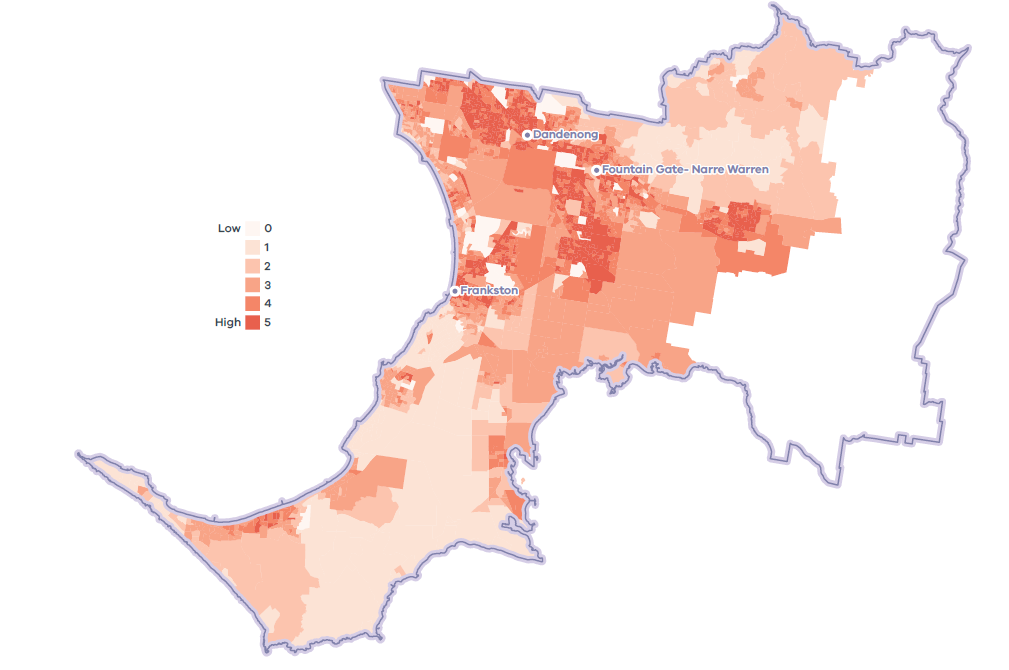 Dandenong
Fountain Gate- Narre Warren
Low 0
1
2
3
4
High 5
Frankston